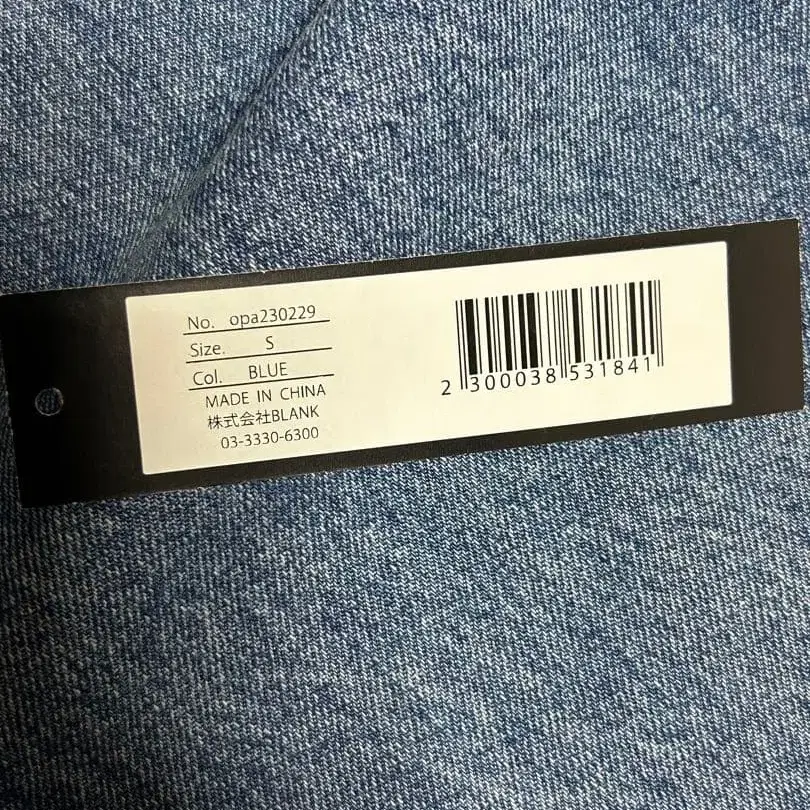 No. opa230229
Size. S
Col. BLUE
MADE IN CHINA
株式会社BLANK
03-3330-6300
2 300038 531841